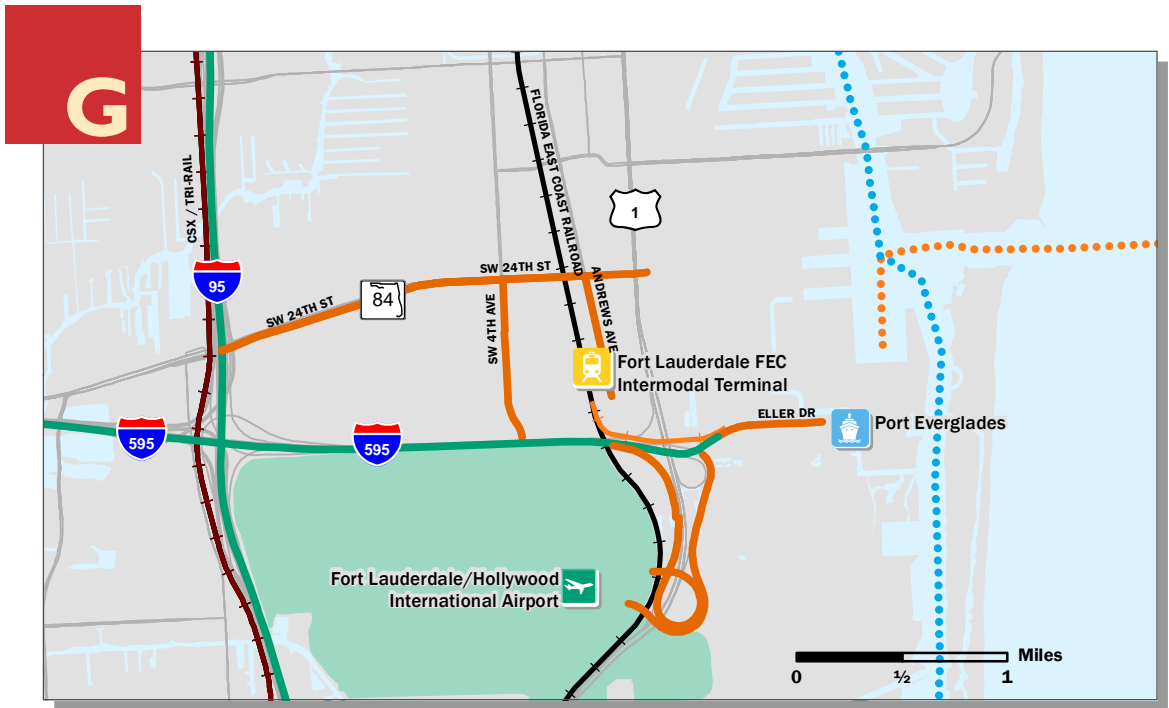 G
CSX / TRI-RAIL
FLORIDA EAST COAST RAILROAD
1
95
SW 24TH ST
84
SW 24TH ST
SW 4TH AVE
ANDREWS AVE
Fort Lauderdale FEC
Intermodal Terminal
ELLER DR
Port Everglades
595
595
Fort Lauderdale/Hollywood
International Airport
Miles
0 ½ 1